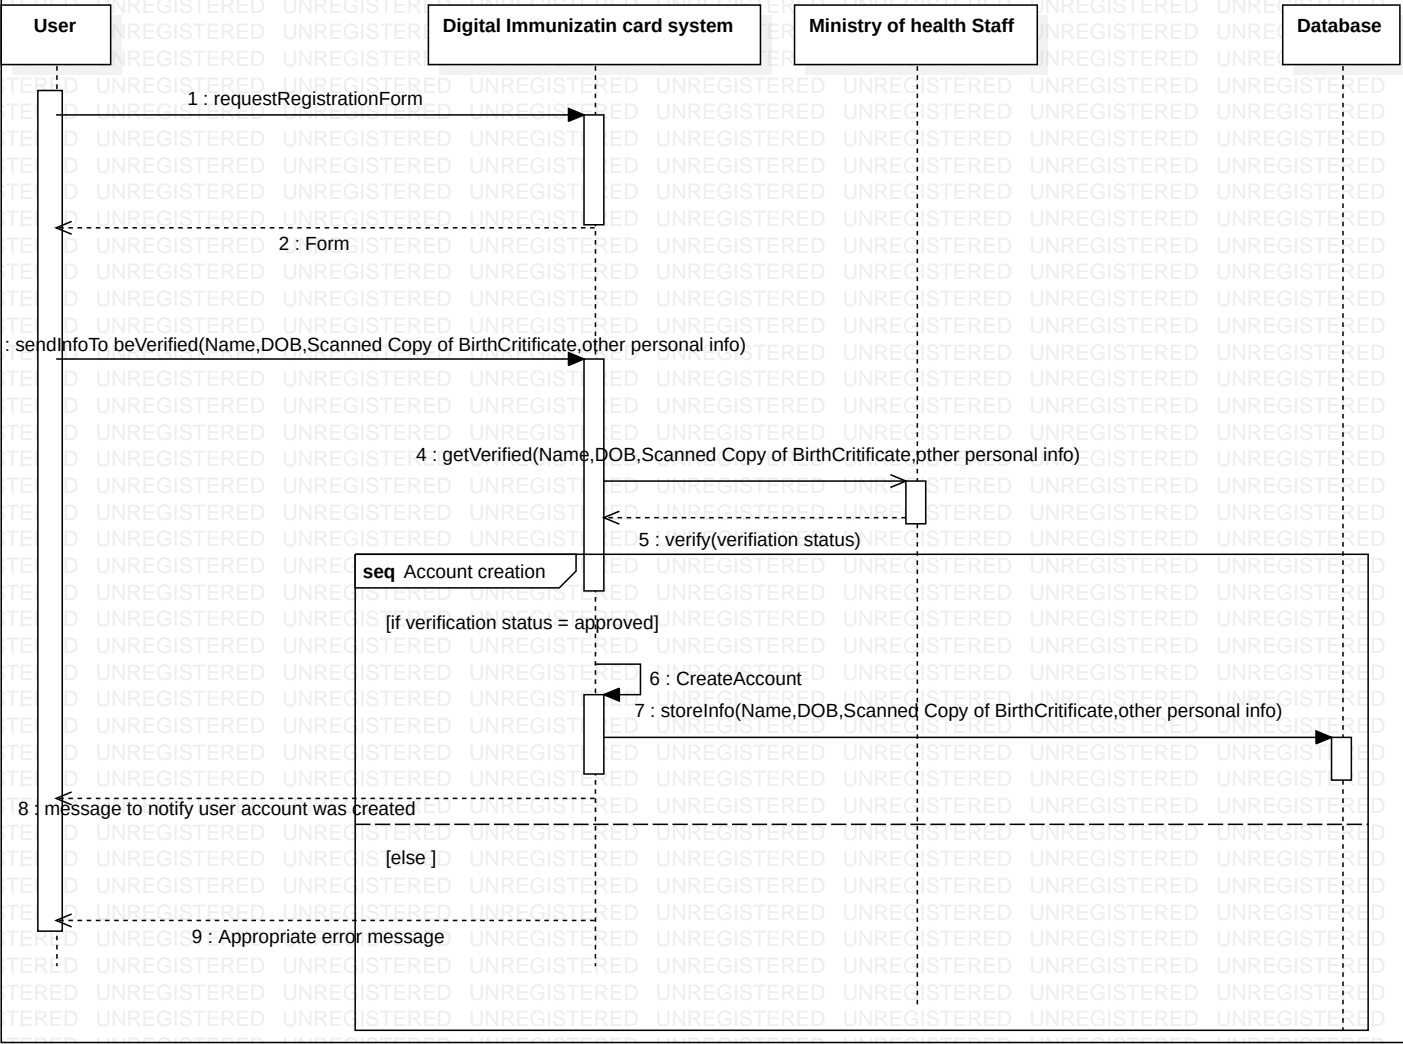 User
Digital Immunizatin card system
Ministry of health Staff
Database
1 : requestRegistrationForm
2 : Form
: sendInfoTo beVerified(Name,DOB,Scanned Copy of BirthCritificate,other personal info)
4 : getVerified(Name,DOB,Scanned Copy of BirthCritificate,other personal info)
5 : verify(verifiation status)
seq Account creation
[if verification status = approved]
6 : CreateAccount
7 : storeInfo(Name,DOB,Scanned Copy of BirthCritificate,other personal info)
8 : message to notify user account was created
[else ]
9 : Appropriate error message
UNREGISTERED